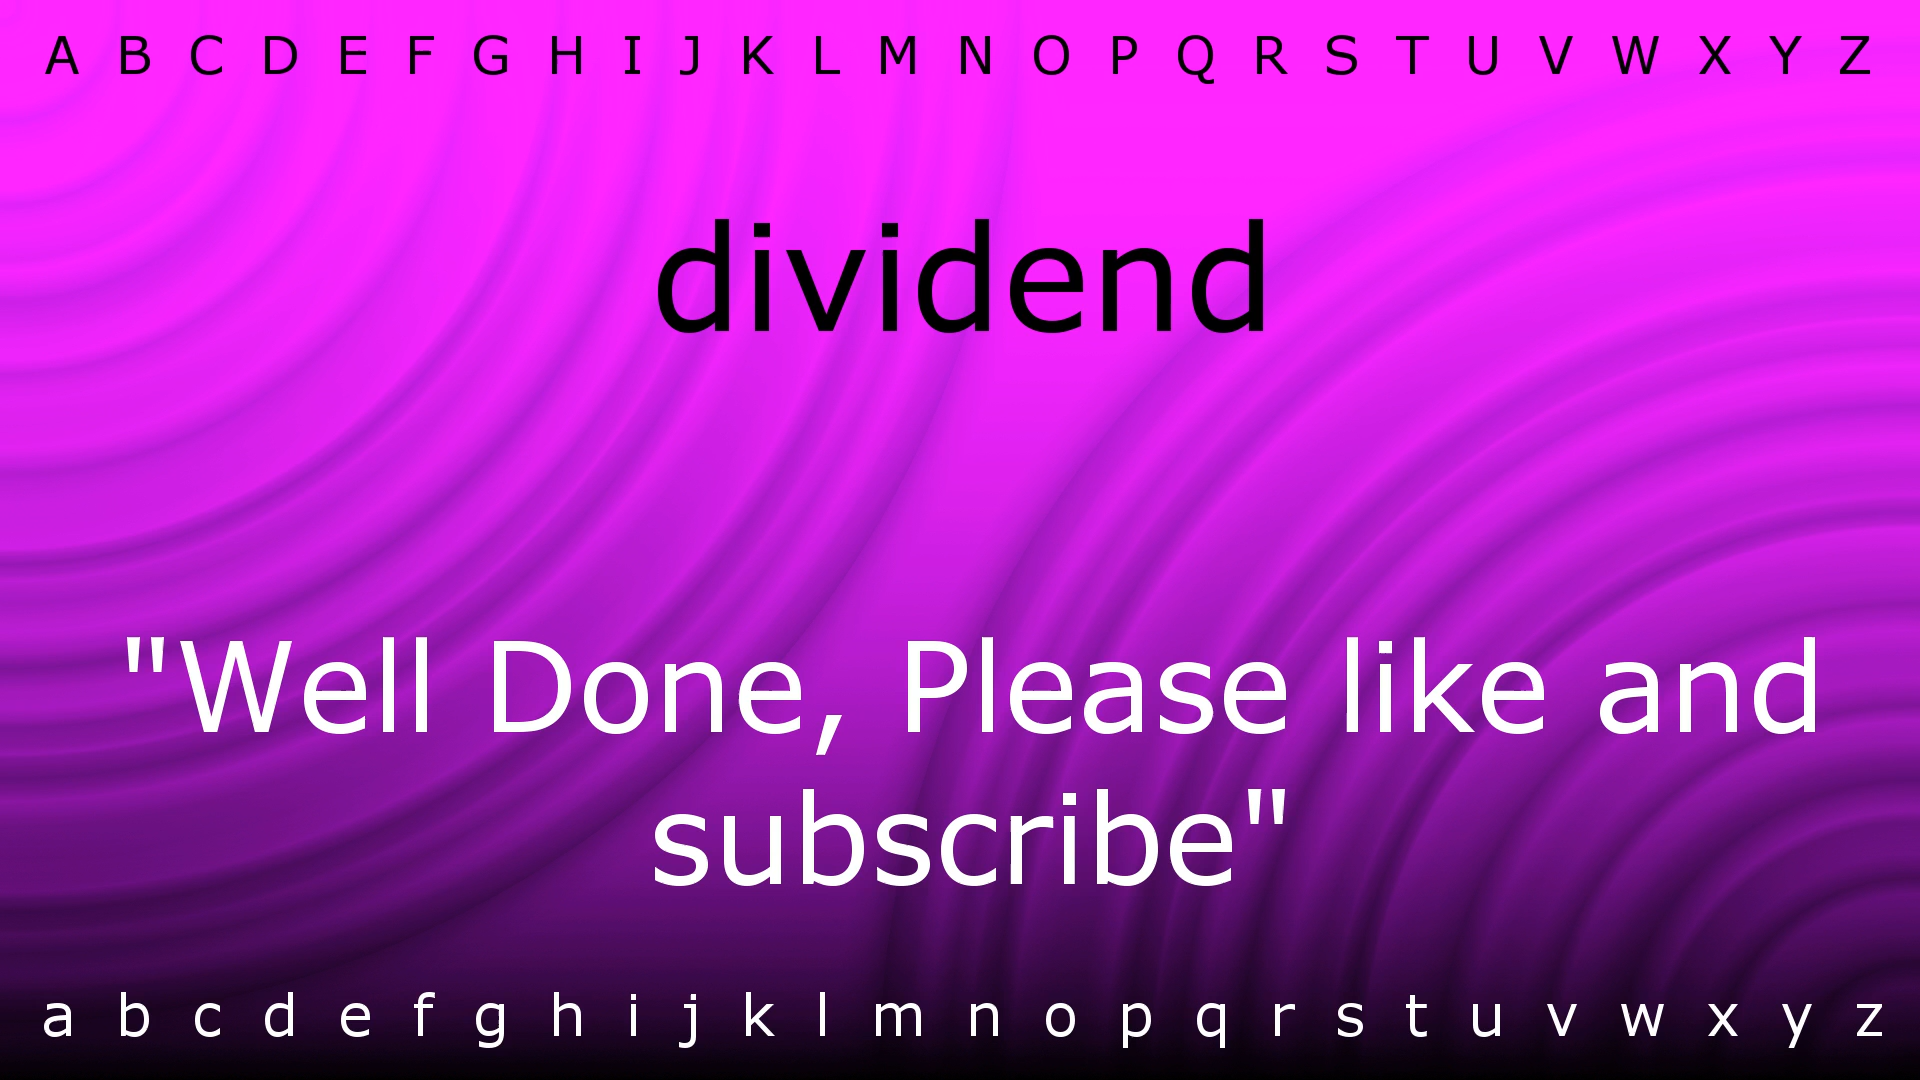 A B C D E F G H I J K L M N O P Q R S T U V W X Y Z
dividend
"Well Done, Please like and
subscribe"
a b c d e f g h i j k l m n o p q r s t u v w x y z